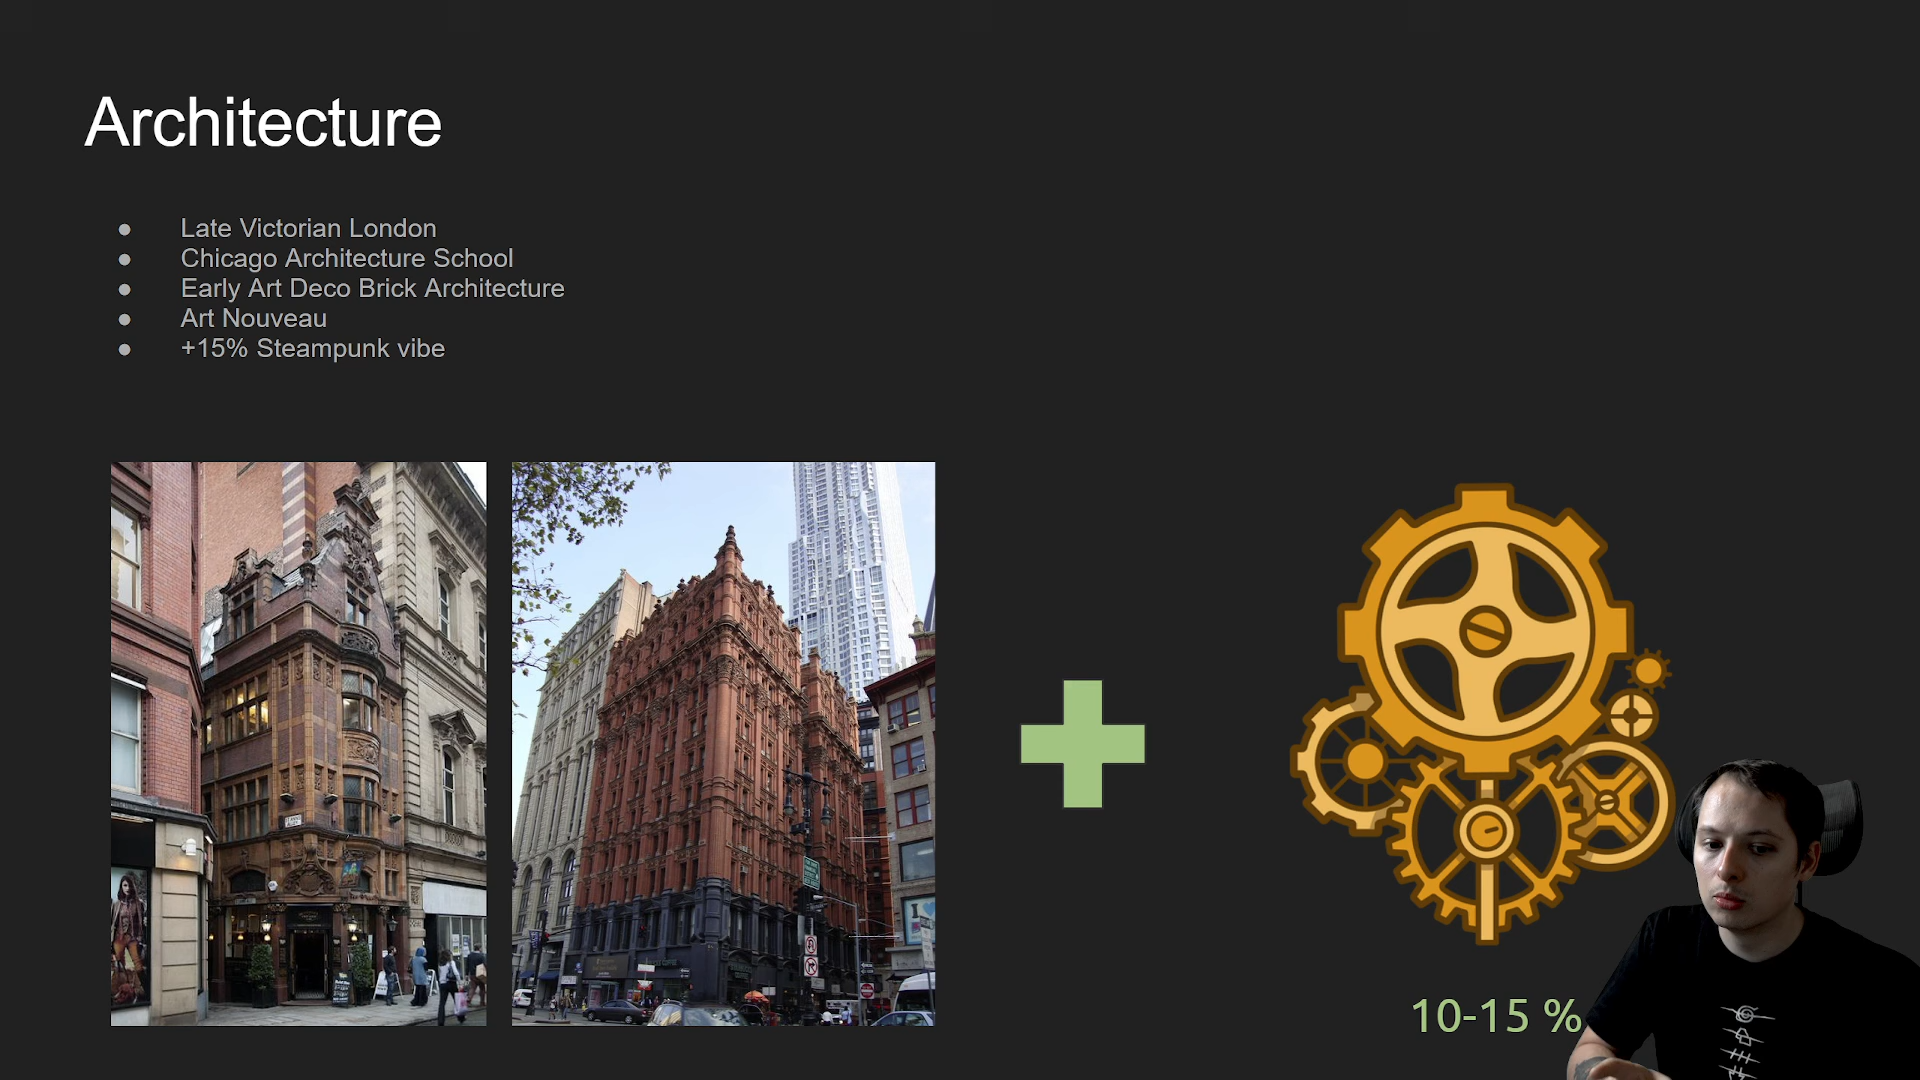 Architecture
● Late Victorian London
● Chicago Architecture School
● Early Art Deco Brick Architecture
● Art Nouveau
● +15% Steampunk vibe
10-15 %